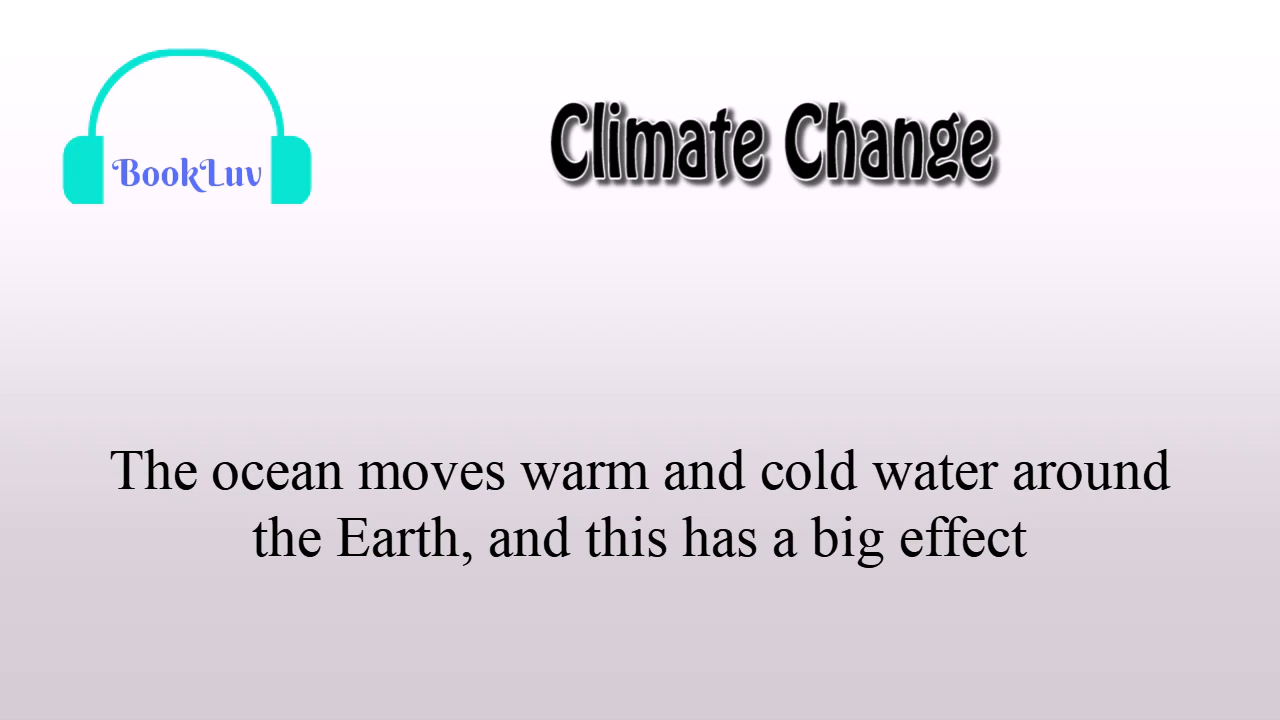 BookLuv
Climate Change
The ocean moves warm and cold water around
the Earth, and this has a big effect